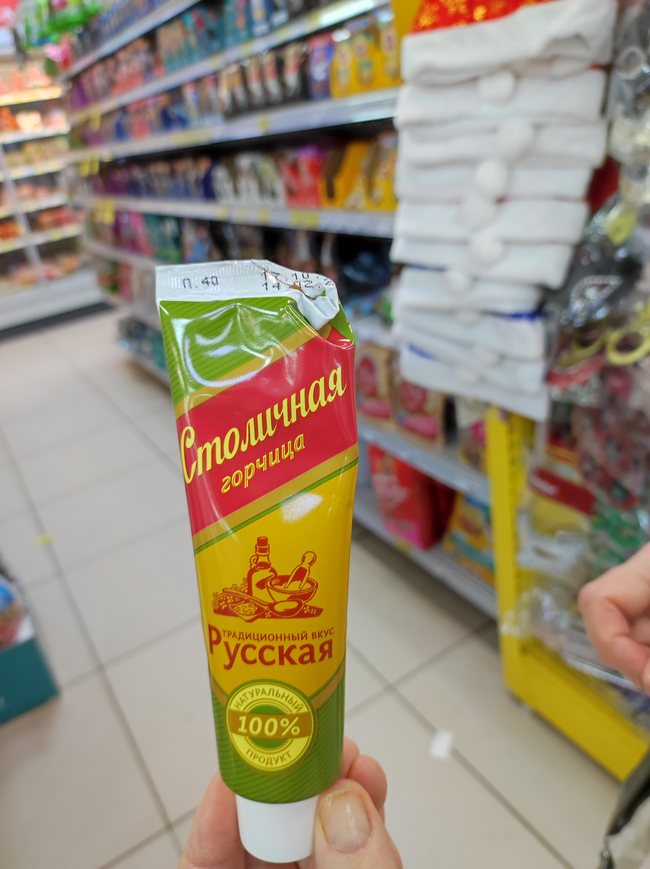 П.40
Столичная
горчица
ТРАДИЦИОННЫЙ ВКУС
Русская
НАТУРАЛЬНЫЙ
100%
ПРОДУКТ